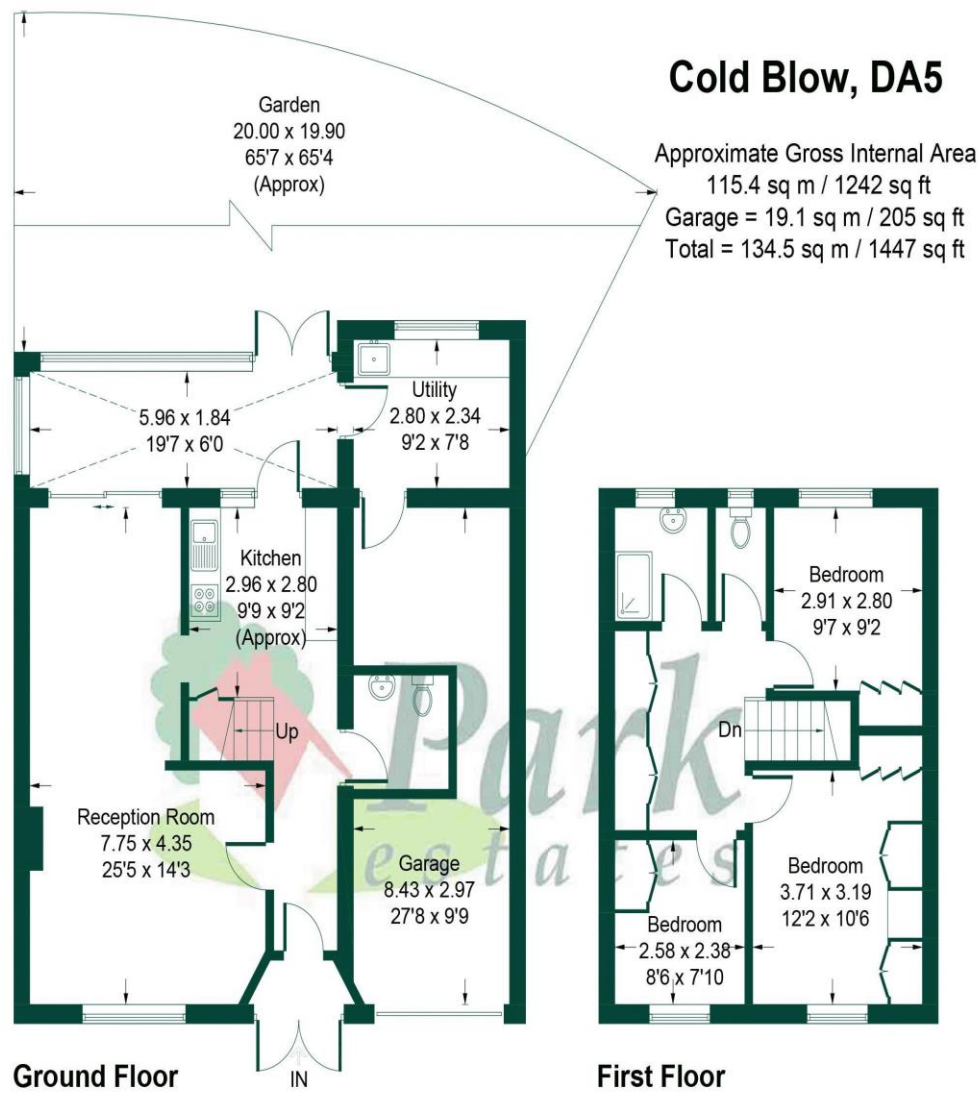 Cold Blow, DA5
Approximate Gross Internal Area
115.4 sq m / 1242 sq ft
Garage = 19.1 sq m / 205 sq ft
Total = 134.5 sq m / 1447 sq ft
Garden
20.00 x 19.90
65'7 x 65'4
(Approx)
5.96 x 1.84
19'7 x 6'0
Utility
2.80 x 2.34
9'2 x 7'8
Kitchen
2.96 x 2.80
9'9 x 9'2
(Approx)
Up
Reception Room
7.75 x 4.35
25'5 x 14'3
Garage
8.43 x 2.97
27'8 x 9'9
IN
Ground Floor
Bedroom
2.91 x 2.80
9'7 x 9'2
Dn
Bedroom
3.71 x 3.19
12'2 x 10'6
Bedroom
2.58 x 2.38
8'6 x 7'10
First Floor
Park
estates